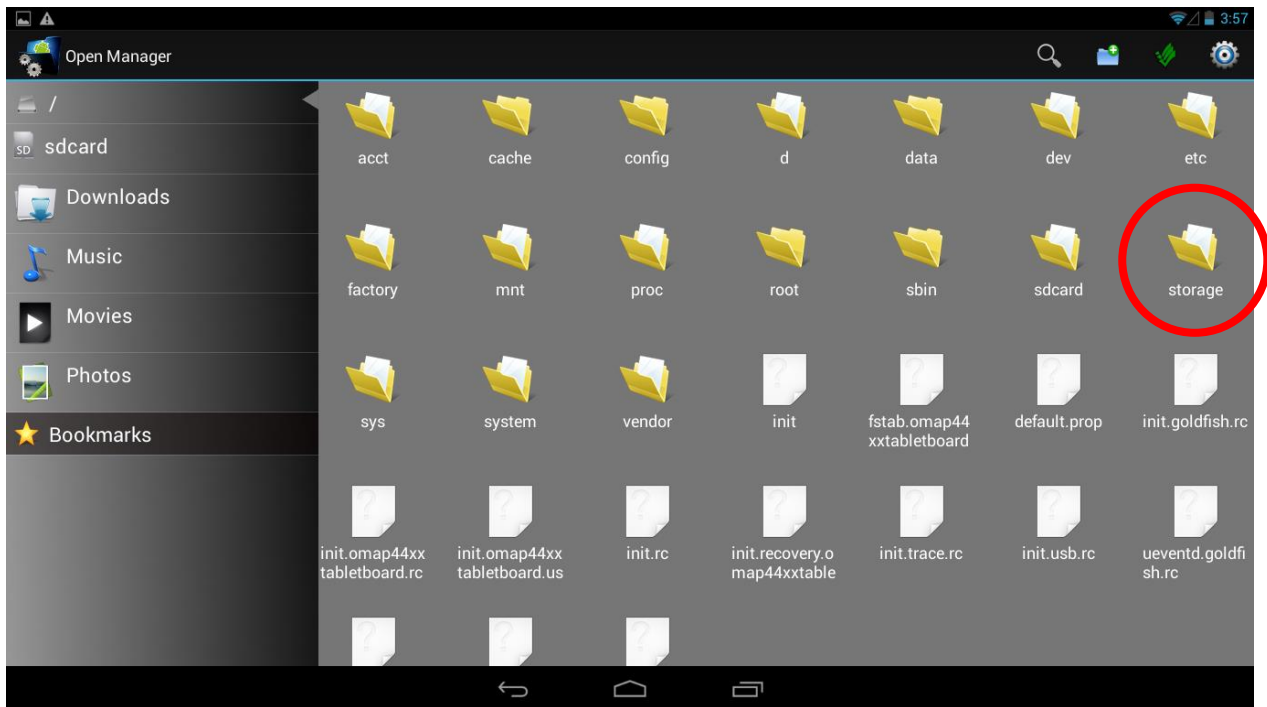 3:57
Open Manager
/
SD sdcard
Downloads
Music
Movies
Photos
Bookmarks
acct cache config d data dev etc
factory mnt proc root sbin sdcard storage
sys system vendor init fstab.omap44 default.prop init.goldfish.rc
xxtabletboard
init.omap44xx init.omap44xx init.rc init.recovery.o init.trace.rc init.usb.rc ueventd.goldfi
tabletboard.rc tabletboard.us map44xxtable sh.rc